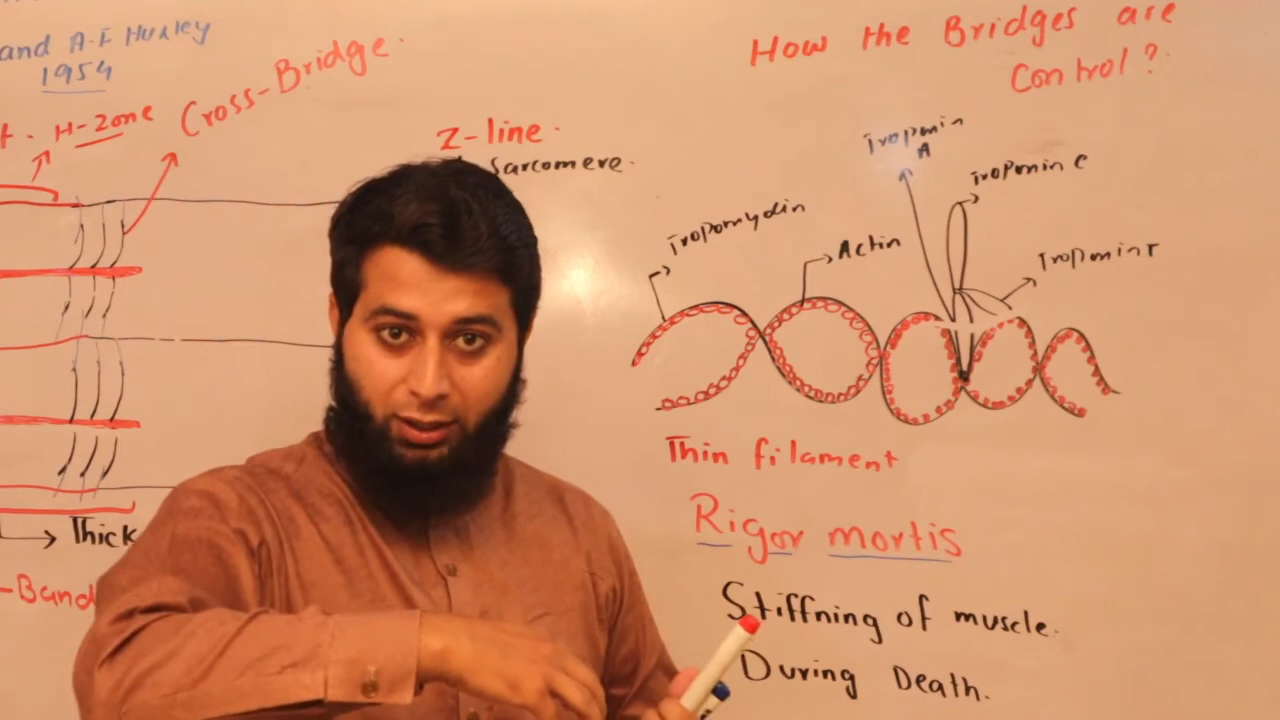 and A.F Huxley
1954
H-Zone
Cross-Bridge.
Z-line.
Sarcomere.
Thick
-Band
How the Bridges are
Control?
Tropomin
A
Tropomin C
Tropomydin
Actin
Tropomin T
Thin filament
Rigor mortis
Stiffning of muscle.
During Death.